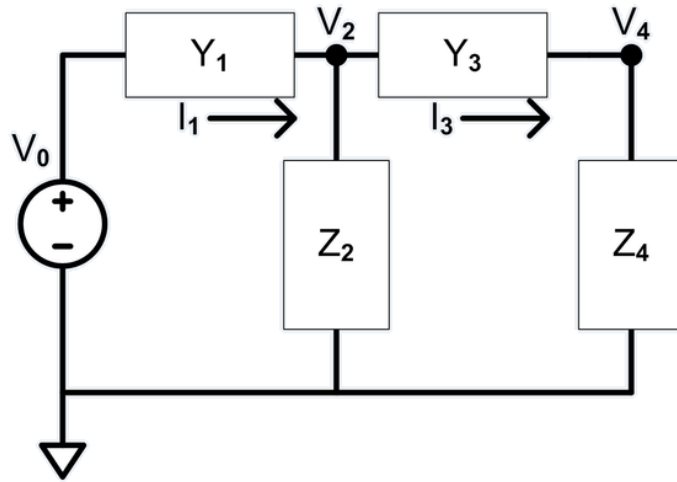 Y₁
V₂
Y₃
V₄
I₁
I₃
V₀
+
−
Z₂
Z₄